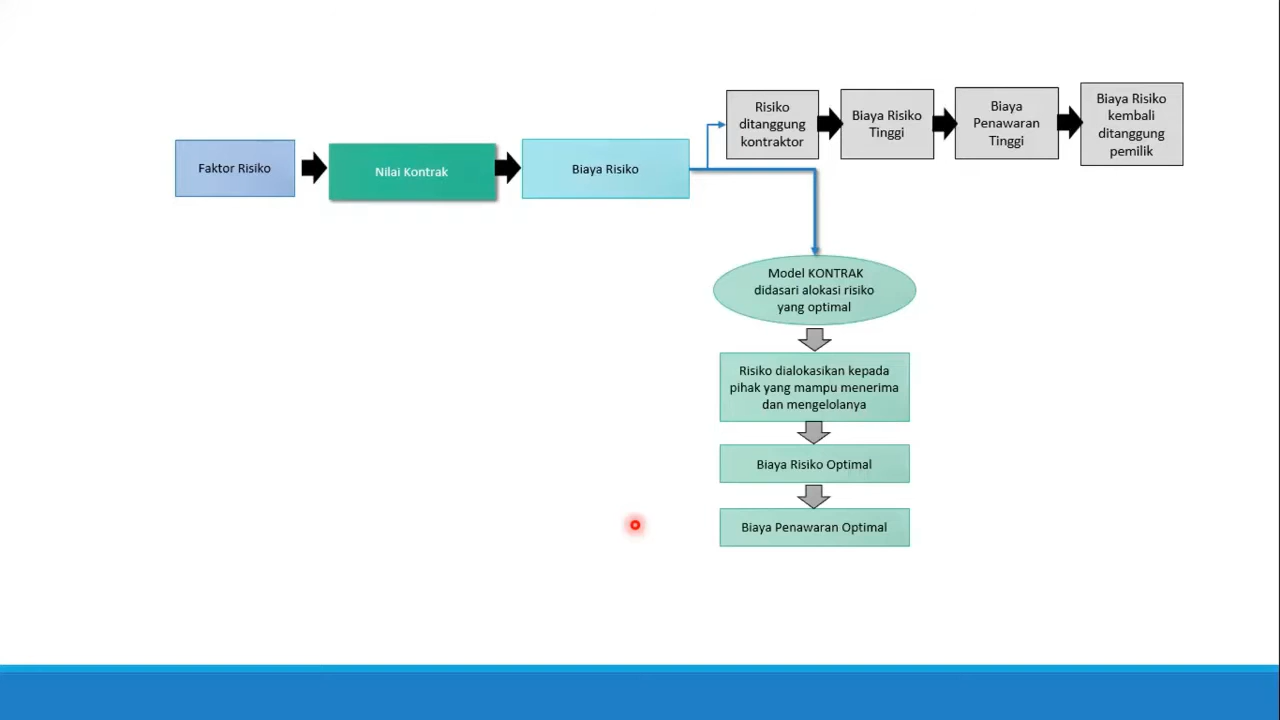 Faktor Risiko
Nilai Kontrak
Biaya Risiko
Risiko
ditanggung
kontraktor
Biaya Risiko
Tinggi
Biaya
Penawaran
Tinggi
Biaya Risiko
kembali
ditanggung
pemilik
Model KONTRAK
didasari alokasi risiko
yang optimal
Risiko dialokasikan kepada
pihak yang mampu menerima
dan mengelolanya
Biaya Risiko Optimal
Biaya Penawaran Optimal